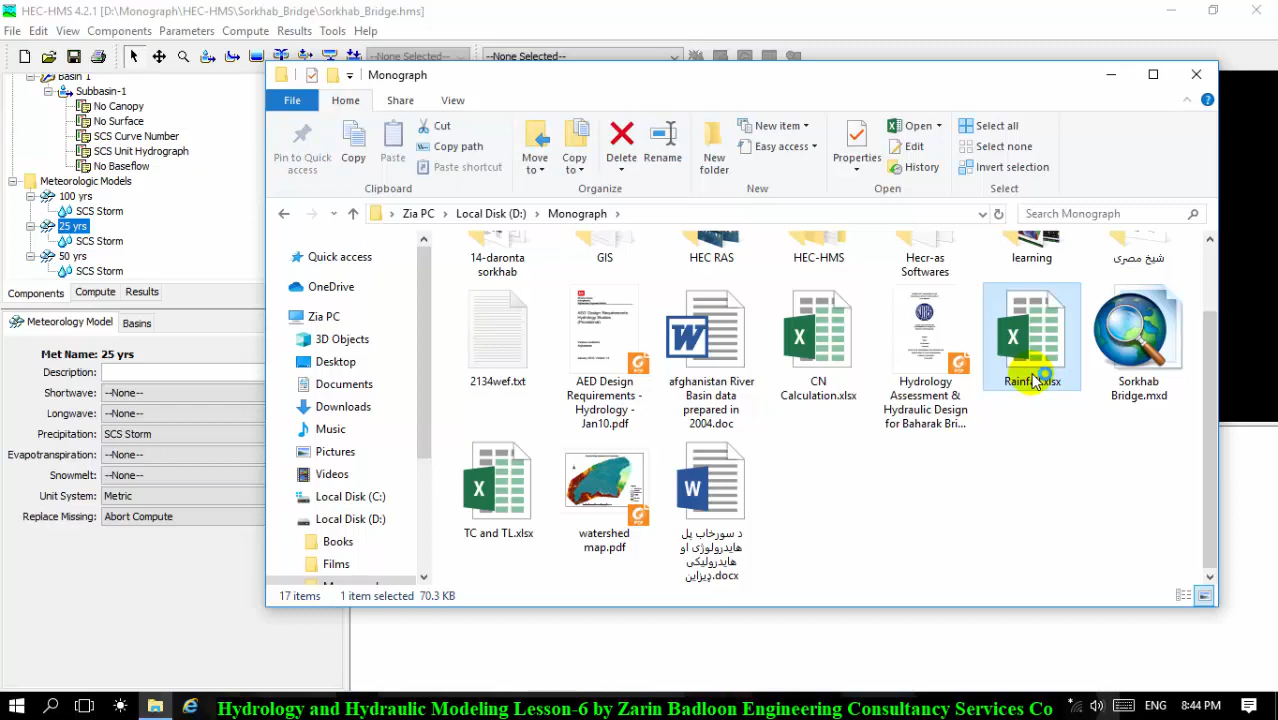 HEC-HMS 4.2.1 [D:\Monograph\HEC-HMS\Sorkhab_Bridge\Sorkhab_Bridge.hms]
File Edit View Components Parameters Compute Results Tools Help
--None Selected-- --None Selected--
Basin 1
Subbasin-1
No Canopy
No Surface
SCS Curve Number
SCS Unit Hydrograph
No Baseflow
Meteorologic Models
100 yrs
SCS Storm
25 yrs
SCS Storm
50 yrs
SCS Storm
Components Compute Results
Meteorology Model Basins
Met Name: 25 yrs
Description:
Shortwave: --None--
Longwave: --None--
Precipitation: SCS Storm
Evapotranspiration: --None--
Snowmelt: --None--
Unit System: Metric
Replace Missing: Abort Compute
Monograph
File Home Share View
Pin to Quick access
Copy
Paste
Cut
Copy path
Paste shortcut
Move to
Copy to
Delete
Rename
New folder
New item
Easy access
Properties
Open
Edit
History
Select all
Select none
Invert selection
Clipboard Organize New Open Select
Zia PC Local Disk (D:) Monograph
Search Monograph
Quick access
OneDrive
Zia PC
3D Objects
Desktop
Documents
Downloads
Music
Pictures
Videos
Local Disk (C:)
Local Disk (D:)
Books
Films
14-daronta sorkhab
GIS
HEC RAS
HEC-HMS
Hecr-as Softwares
learning
شيخ مصری
2134wef.txt
AED Design Requirements - Hydrology - Jan10.pdf
afghanistan River Basin data prepared in 2004.doc
CN Calculation.xlsx
Hydrology Assessment & Hydraulic Design for Baharak Bri...
Sorkhab Bridge.mxd
TC and TL.xlsx
watershed map.pdf
د سورخاب پل
هایدرولوژی او
هایدرولیکی
ډیزاین.docx
17 items 1 item selected 70.3 KB
Hydrology and Hydraulic Modeling Lesson-6 by Zarin Badloon Engineering Consultancy Services Co
ENG 8:44 PM